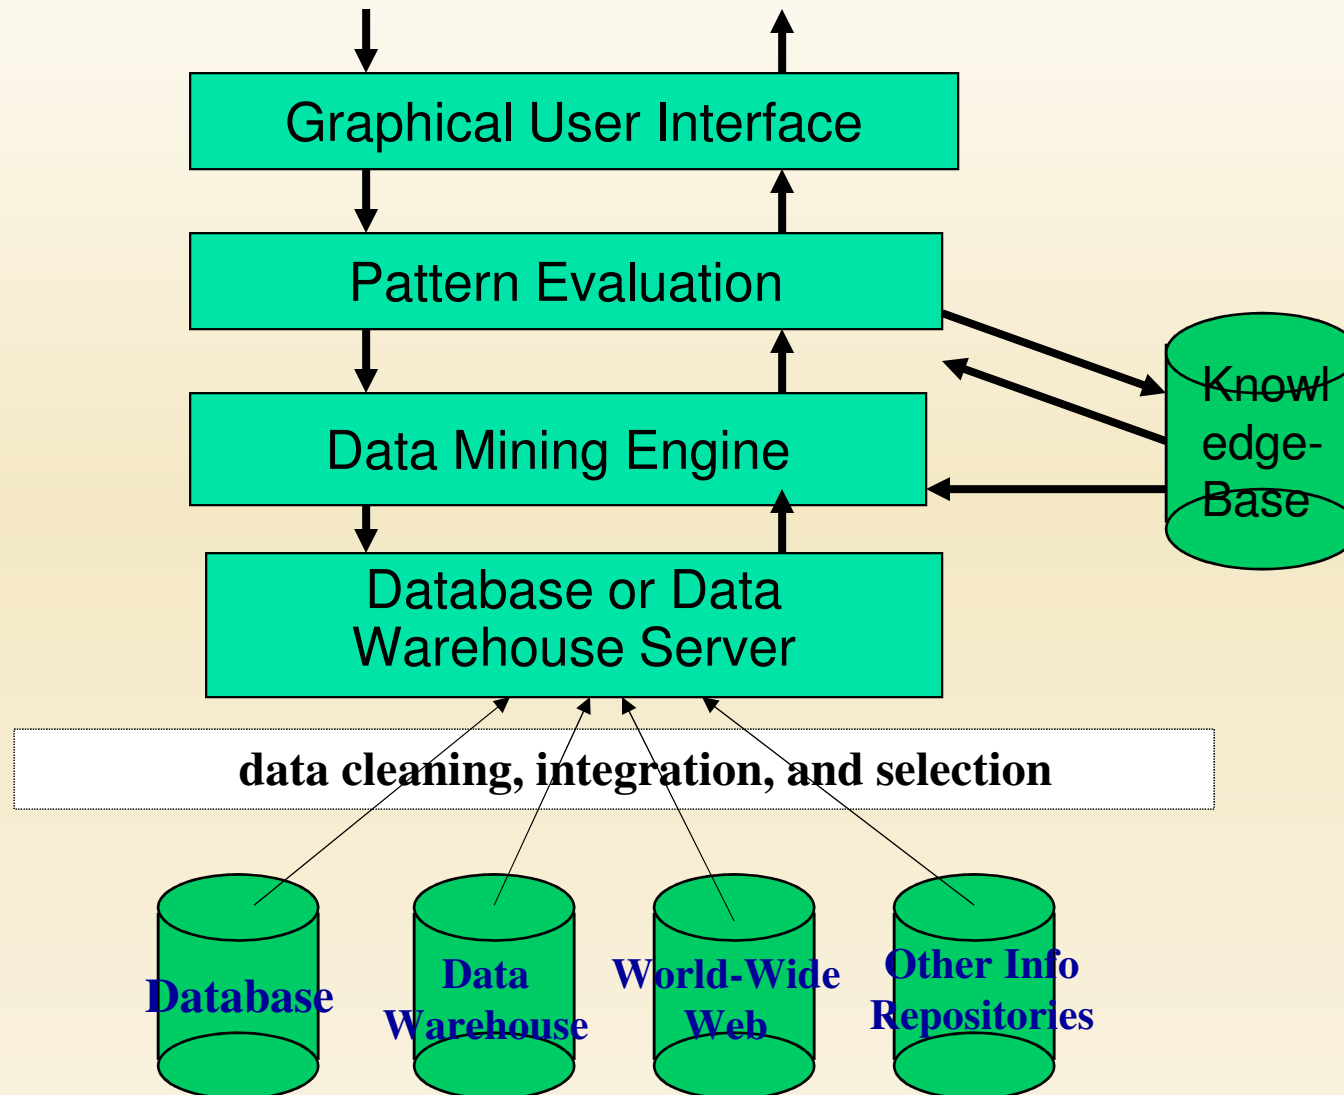 Graphical User Interface
Pattern Evaluation
Data Mining Engine
Knowl
edge-
Base
Database or Data
Warehouse Server
data cleaning, integration, and selection
Database
Data
Warehouse
World-Wide
Web
Other Info
Repositories